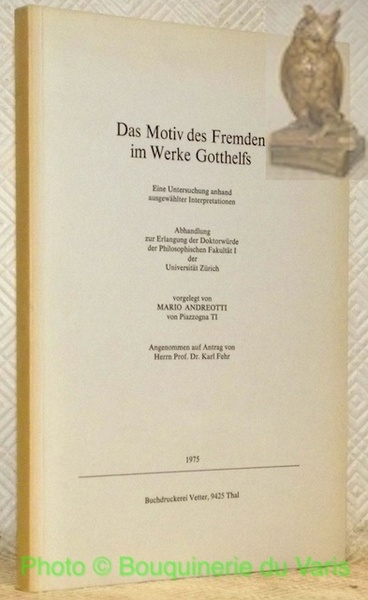 Das Motiv des Fremden
im Werke Gotthelfs
Eine Untersuchung anhand
ausgewählter Interpretationen
Abhandlung
zur Erlangung der Doktorwürde
der Philosophischen Fakultät I
der
Universität Zürich
vorgelegt von
MARIO ANDREOTTI
von Piazzogna TI
Angenommen auf Antrag von
Herrn Prof. Dr. Karl Fehr
1975
Buchdruckerei Vetter, 9425 Thal
Photo © Bouquinerie du Varis